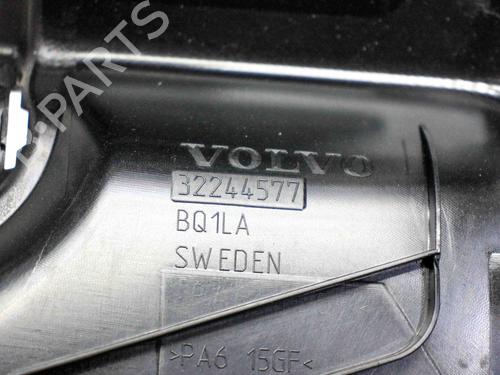 B-PARTS
VOLVO
32244577
BQ1LA
SWEDEN
>PA6 15GF<